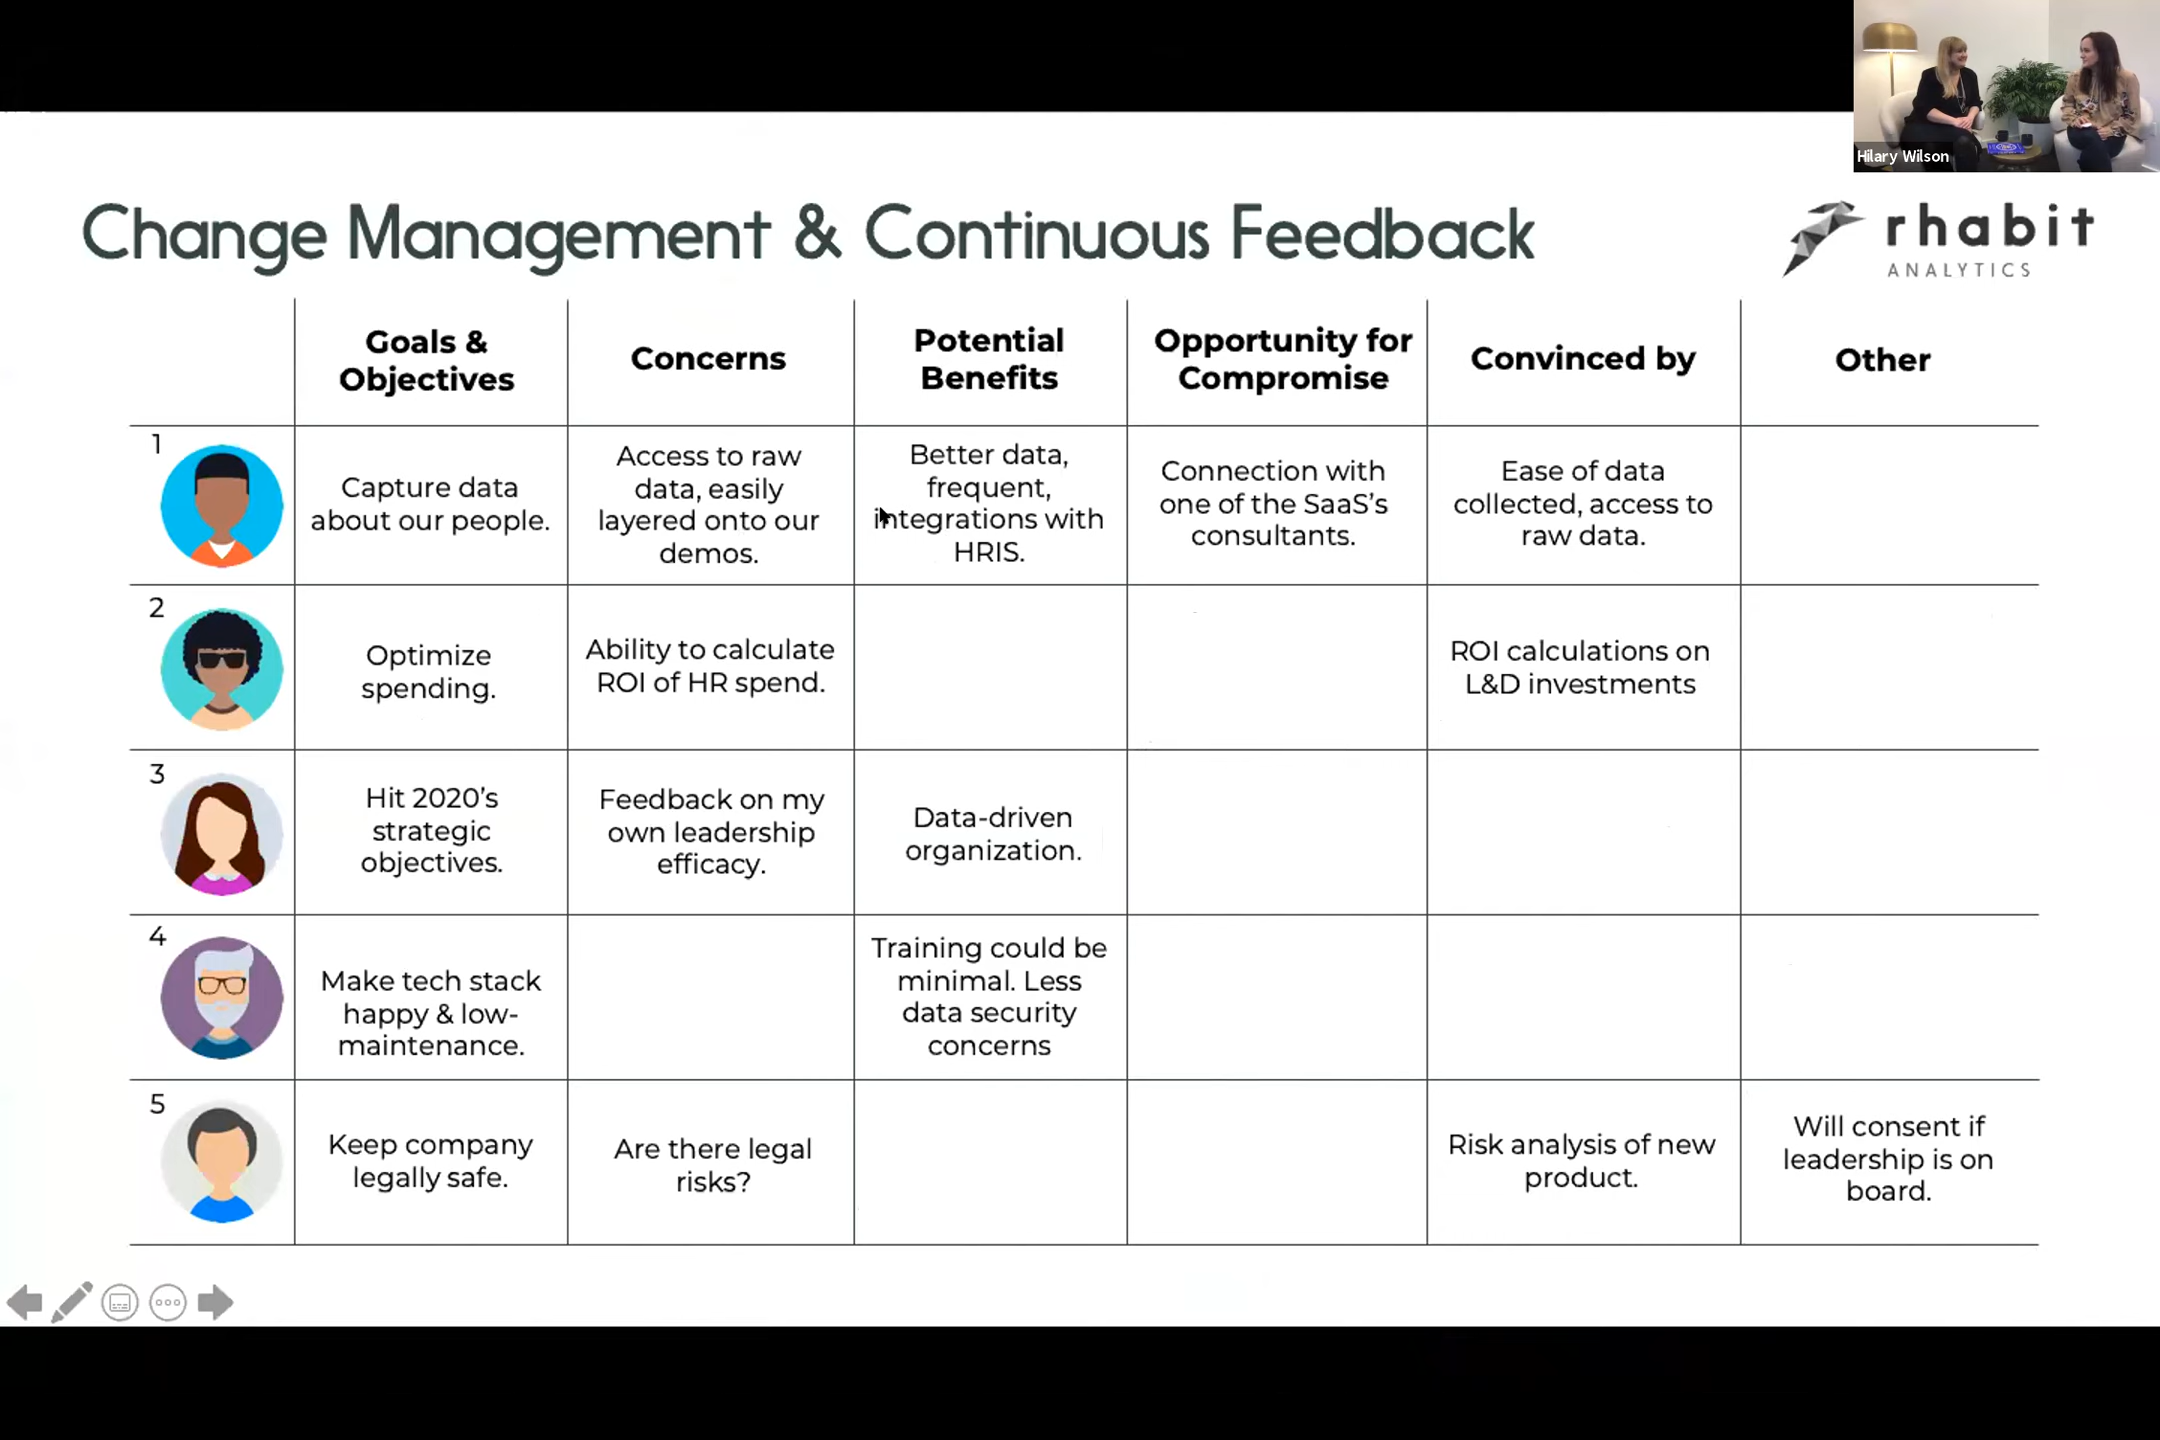 Hilary Wilson
Change Management & Continuous Feedback
rhabit
ANALYTICS
Goals &
Objectives
Concerns
Potential
Benefits
Opportunity for
Compromise
Convinced by
Other
1
Capture data
about our people.
Access to raw
data, easily
layered onto our
demos.
Better data,
frequent,
integrations with
HRIS.
Connection with
one of the SaaS's
consultants.
Ease of data
collected, access to
raw data.
2
Optimize
spending.
Ability to calculate
ROI of HR spend.
ROI calculations on
L&D investments
3
Hit 2020's
strategic
objectives.
Feedback on my
own leadership
efficacy.
Data-driven
organization.
4
Make tech stack
happy & low-
maintenance.
Training could be
minimal. Less
data security
concerns
5
Keep company
legally safe.
Are there legal
risks?
Risk analysis of new
product.
Will consent if
leadership is on
board.